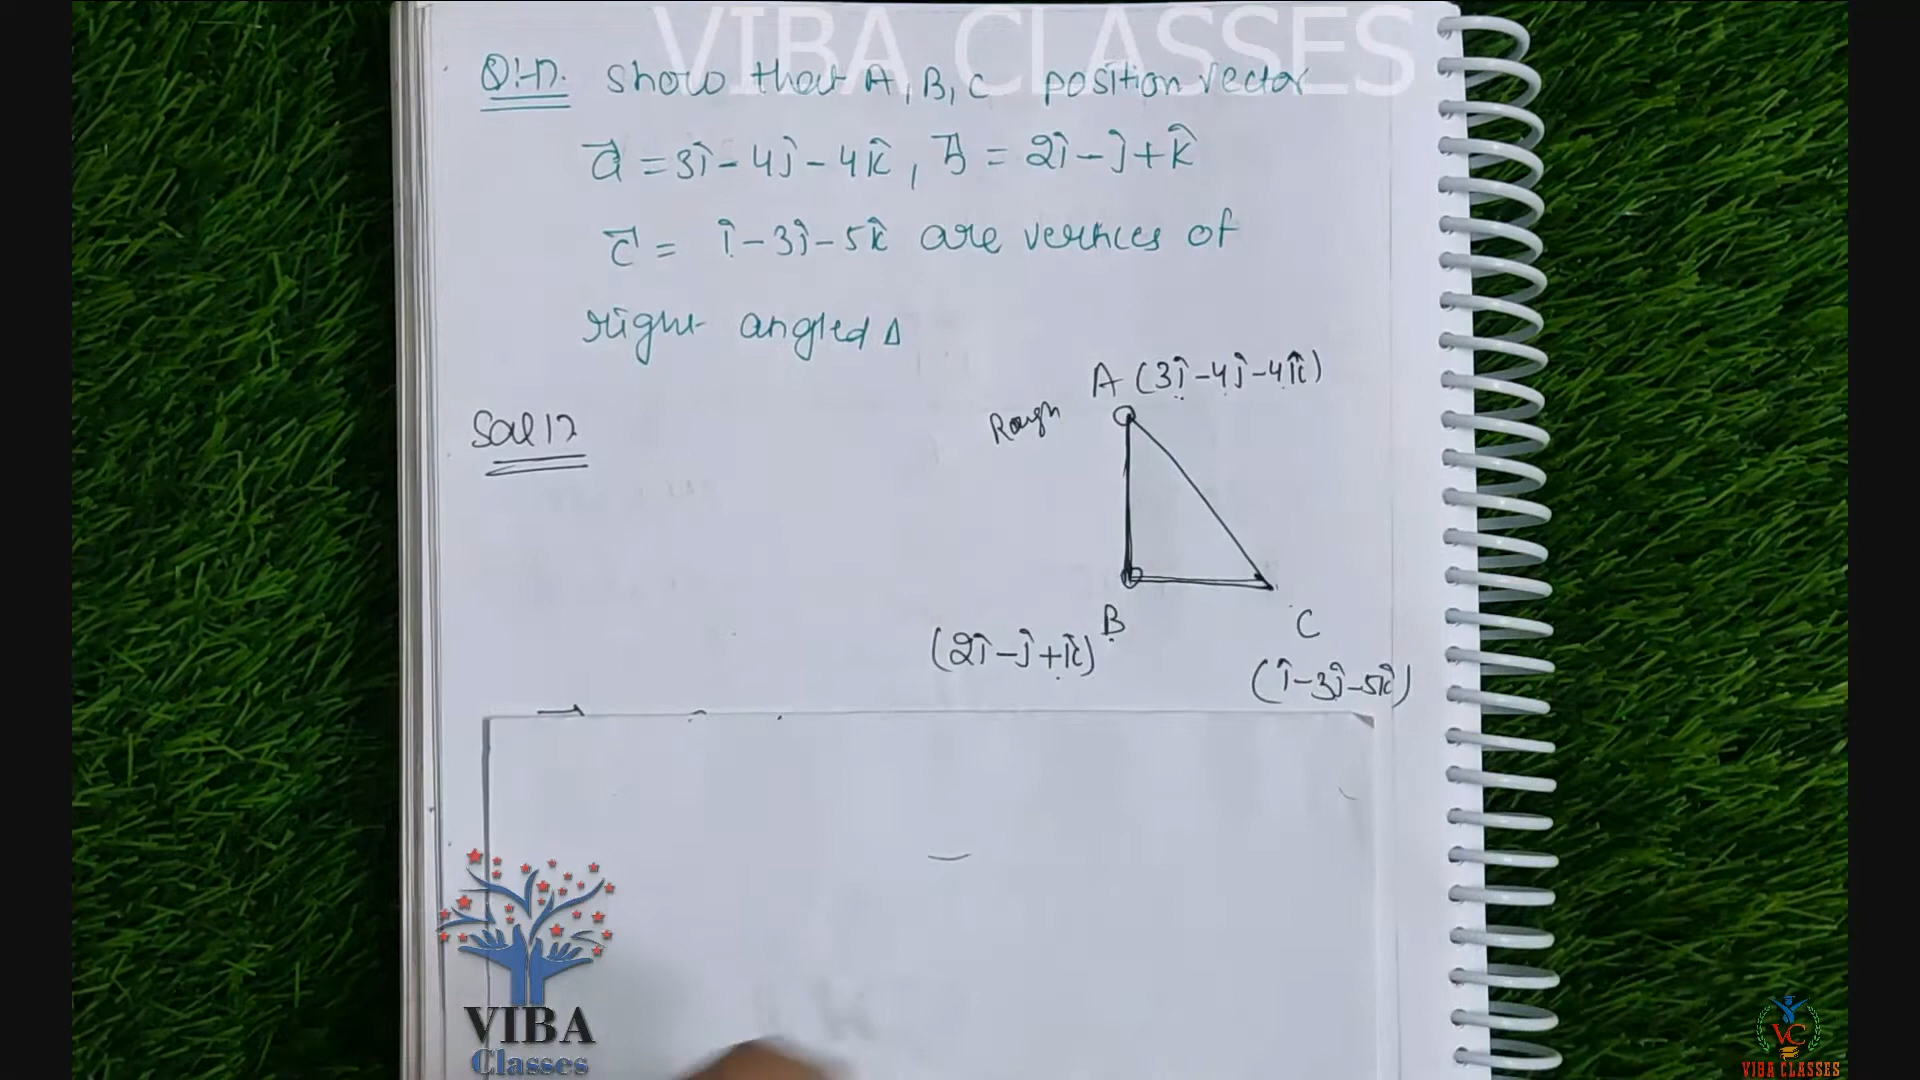 VIBA CLASSES
Q:-17. Show that A, B, C position vector
a⃗ = 3î - 4ĵ - 4k̂, b⃗ = 2î - ĵ + k̂
c⃗ = î - 3ĵ - 5k̂ are vertices of
right angled Δ
A (3î - 4ĵ - 4k̂)
Rough
Sol 17
B
C
(2î - ĵ + k̂)
(î - 3ĵ - 5k̂)
VIBA
Classes
VC
VIBA CLASSES